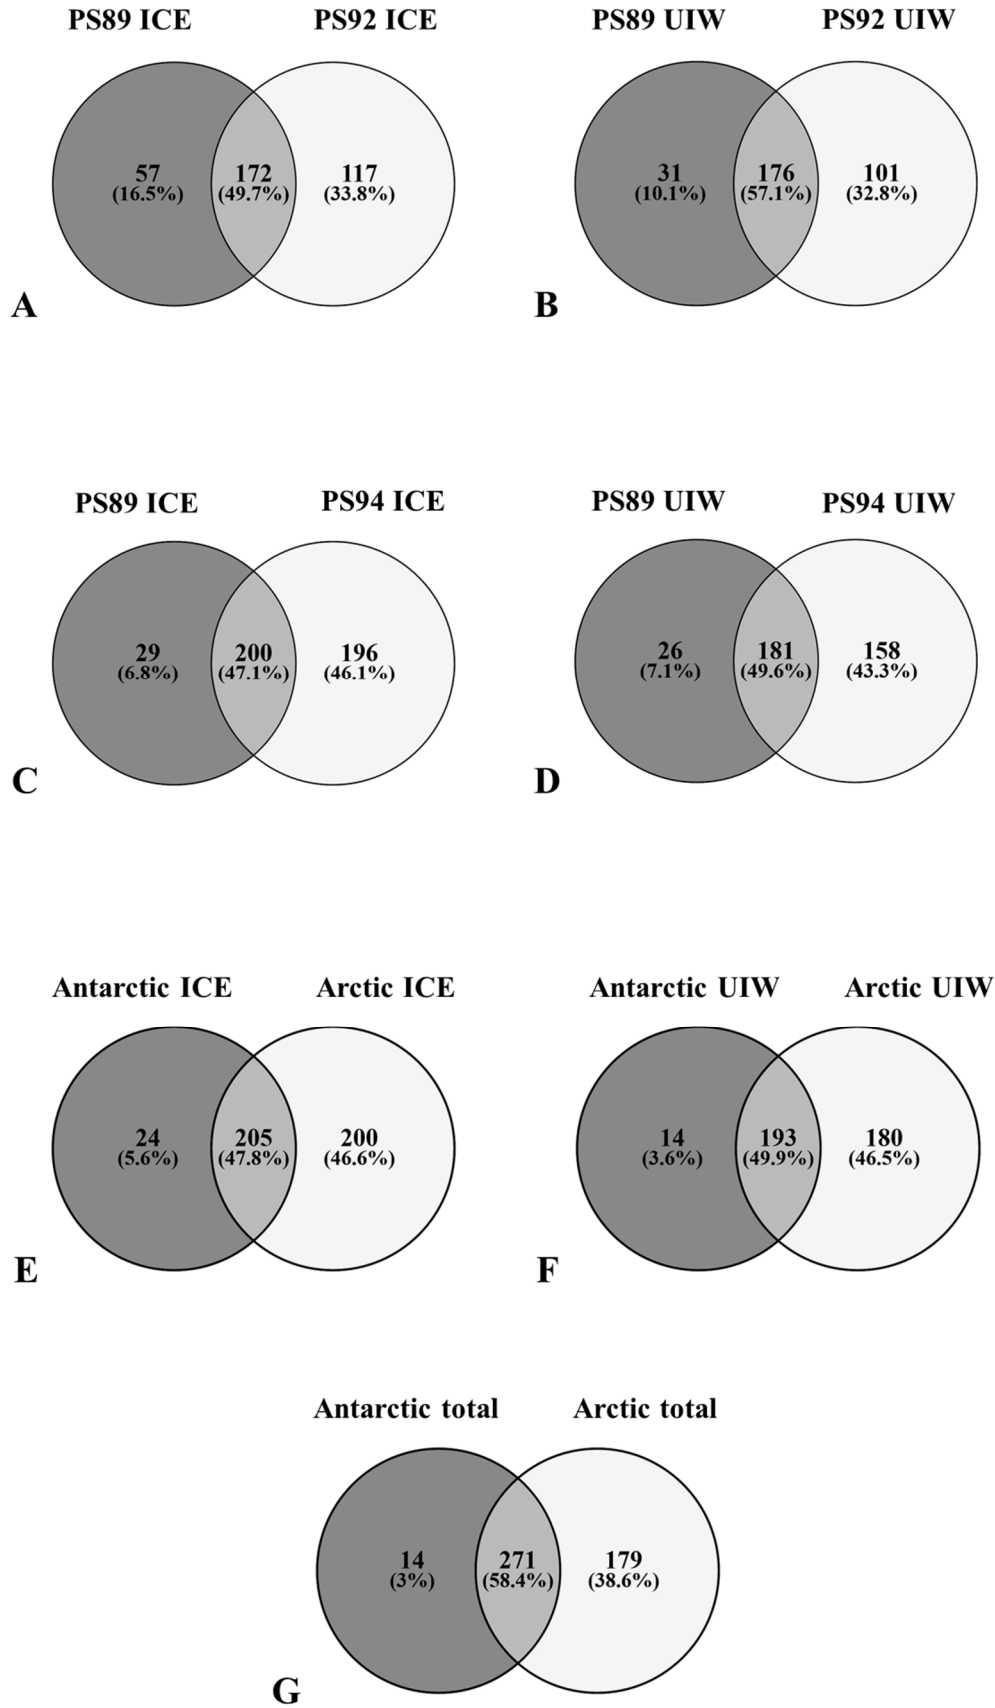 PS89 ICE PS92 ICE
57 172 117
(16.5%) (49.7%) (33.8%)
A
PS89 UIW PS92 UIW
31 176 101
(10.1%) (57.1%) (32.8%)
B
PS89 ICE PS94 ICE
29 200 196
(6.8%) (47.1%) (46.1%)
C
PS89 UIW PS94 UIW
26 181 158
(7.1%) (49.6%) (43.3%)
D
Antarctic ICE Arctic ICE
24 205 200
(5.6%) (47.8%) (46.6%)
E
Antarctic UIW Arctic UIW
14 193 180
(3.6%) (49.9%) (46.5%)
F
Antarctic total Arctic total
14 271 179
(3%) (58.4%) (38.6%)
G